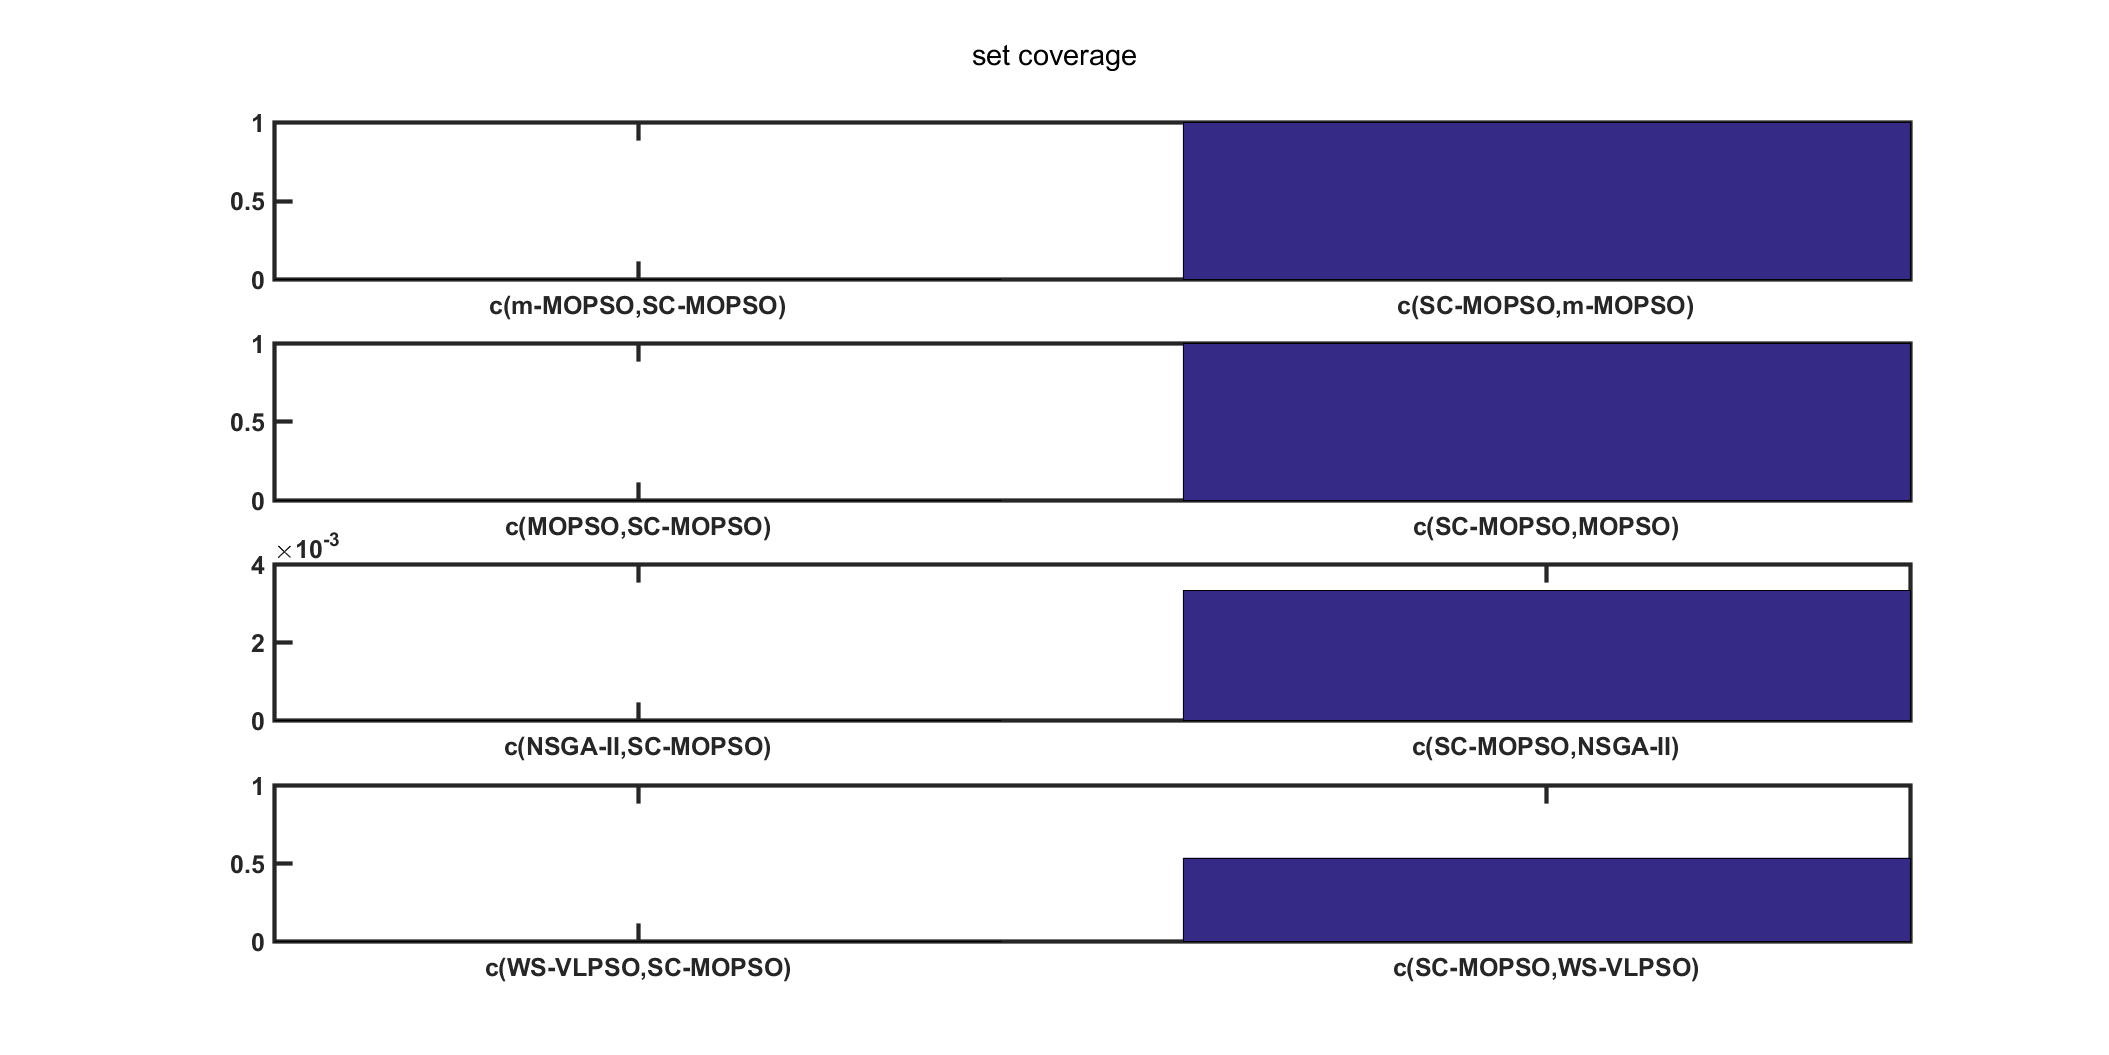 set coverage
1
0.5
0
c(m-MOPSO,SC-MOPSO) c(SC-MOPSO,m-MOPSO)
1
0.5
0
c(MOPSO,SC-MOPSO) c(SC-MOPSO,MOPSO)
×10-3
4
2
0
c(NSGA-II,SC-MOPSO) c(SC-MOPSO,NSGA-II)
1
0.5
0
c(WS-VLPSO,SC-MOPSO) c(SC-MOPSO,WS-VLPSO)